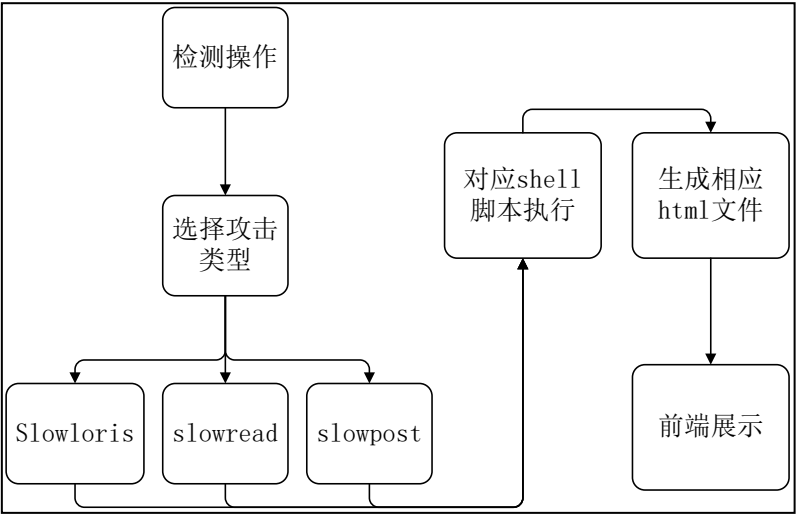 检测操作
选择攻击
类型
Slowloris
slowread
slowpost
对应shell
脚本执行
生成相应
html文件
前端展示